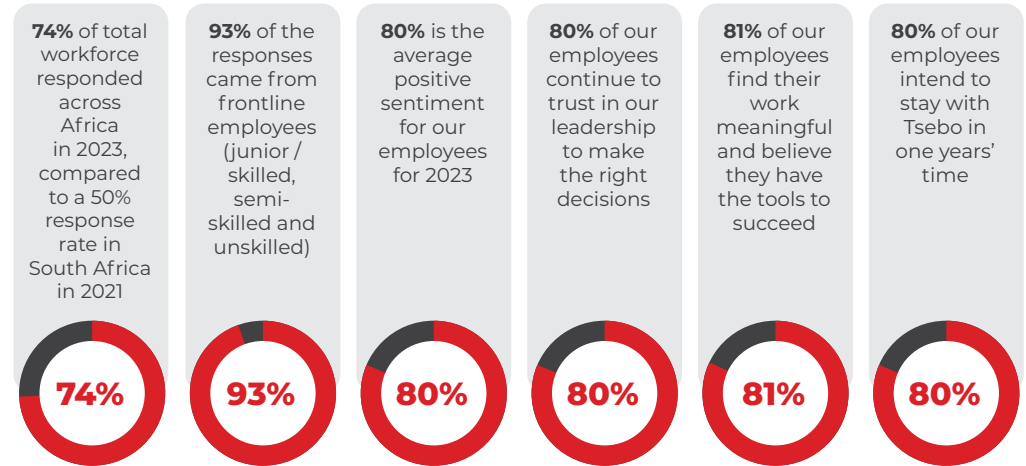 74% of total
workforce
responded
across
Africa
in 2023,
compared
to a 50%
response
rate in
South Africa
in 2021
74%
93% of the
responses
came from
frontline
employees
(junior /
skilled,
semi-
skilled and
unskilled)
93%
80% is the
average
positive
sentiment
for our
employees
for 2023
80%
80% of our
employees
continue to
trust in our
leadership
to make
the right
decisions
80%
81% of our
employees
find their
work
meaningful
and believe
they have
the tools to
succeed
81%
80% of our
employees
intend to
stay with
Tsebo in
one years’
time
80%